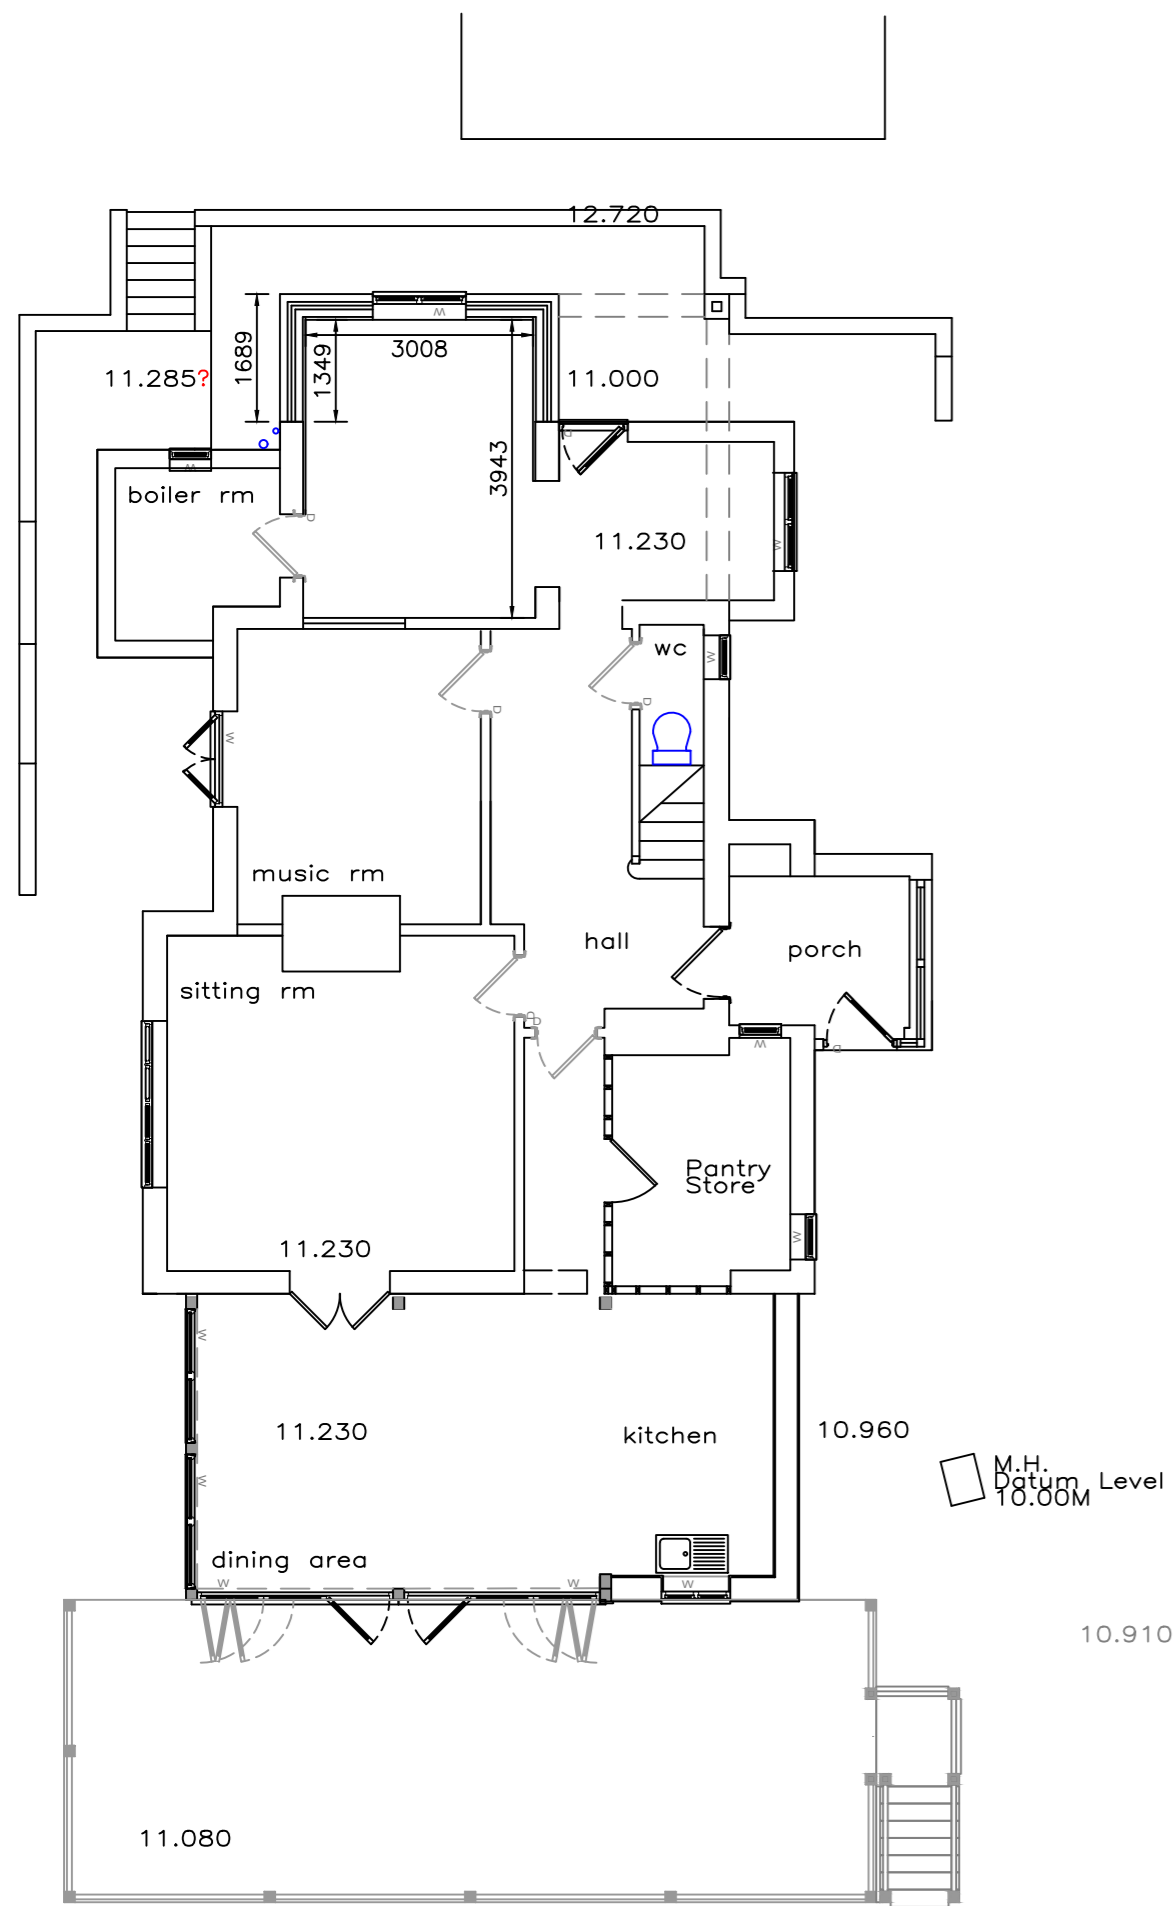 12.720
1689
1349
3008
11.285?
11.000
3943
W
D
boiler rm
W
D
11.230
W
wc
W
D
D
W
music rm
hall
porch
sitting rm
D
D
W
D
Pantry
Store
W
11.230
W
11.230
kitchen
10.960
M.H.
Datum Level
10.00M
W
dining area
W
W
W
10.910
11.080